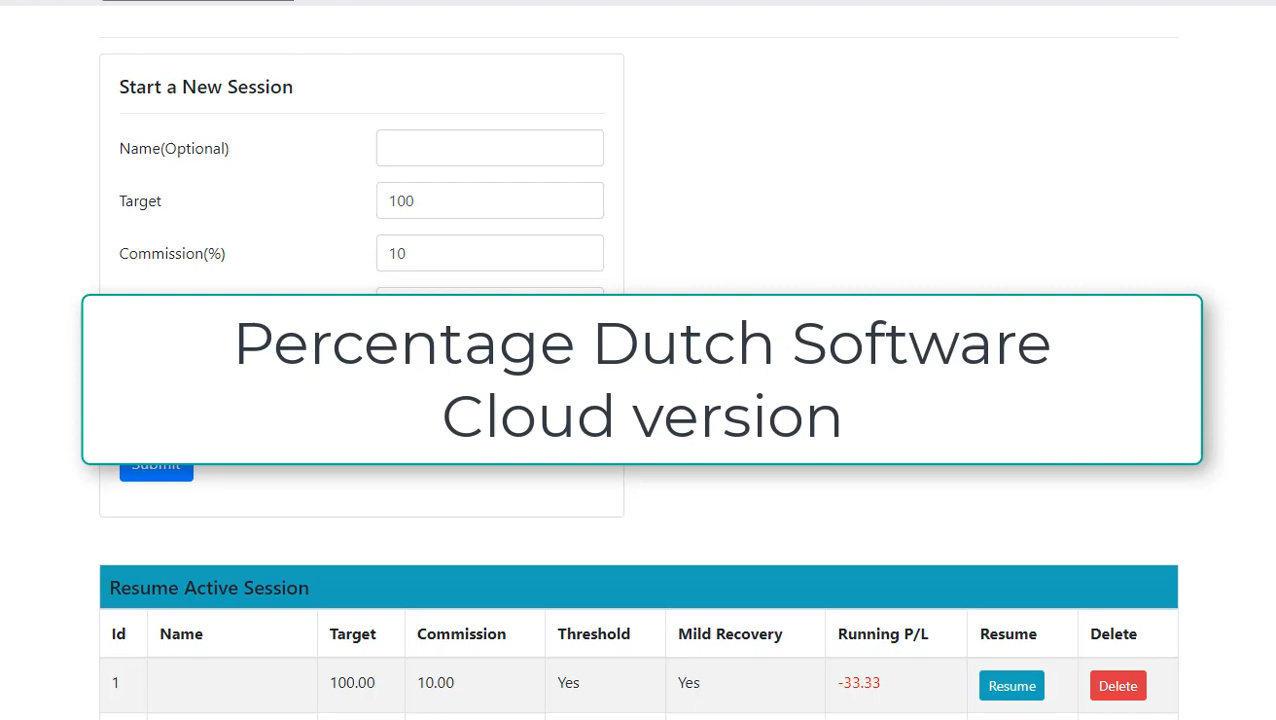 Start a New Session
Name(Optional)
Target 100
Commission(%) 10
Percentage Dutch Software
Cloud version
Submit
Resume Active Session
Id Name Target Commission Threshold Mild Recovery Running P/L Resume Delete
1 100.00 10.00 Yes Yes -33.33 Resume Delete